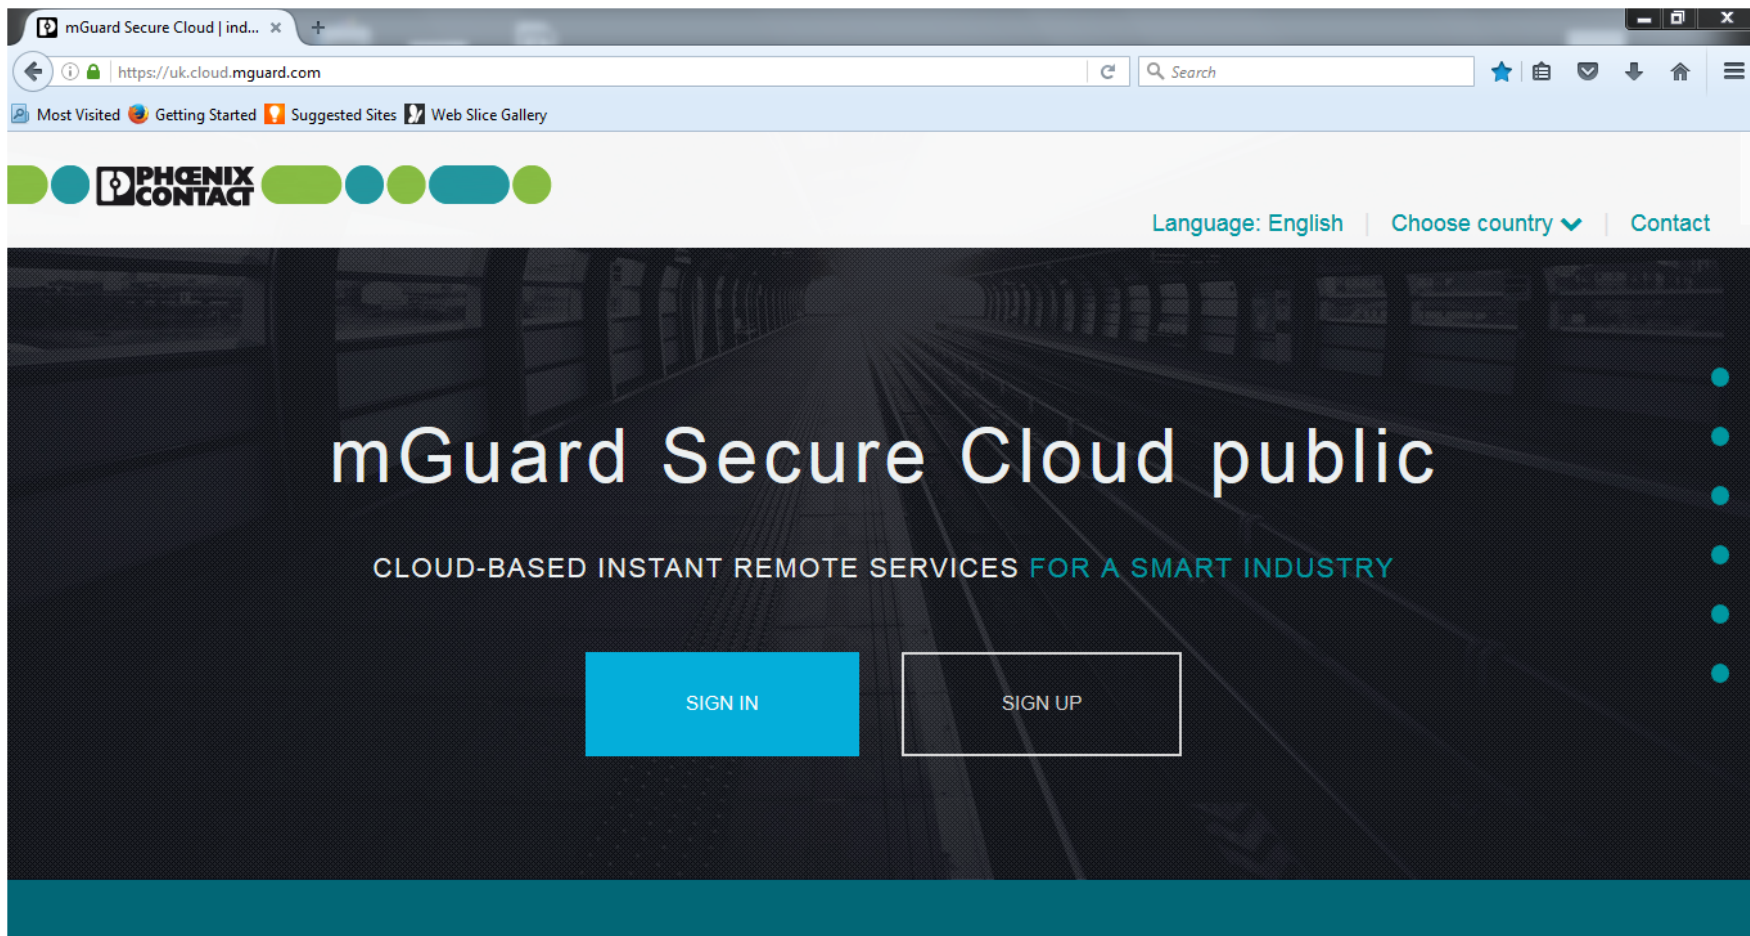 mGuard Secure Cloud | ind...
https://uk.cloud.mguard.com
Search
Most Visited Getting Started Suggested Sites Web Slice Gallery
PHŒNIX
CONTACT
Language: English Choose country Contact
mGuard Secure Cloud public
CLOUD-BASED INSTANT REMOTE SERVICES FOR A SMART INDUSTRY
SIGN IN SIGN UP